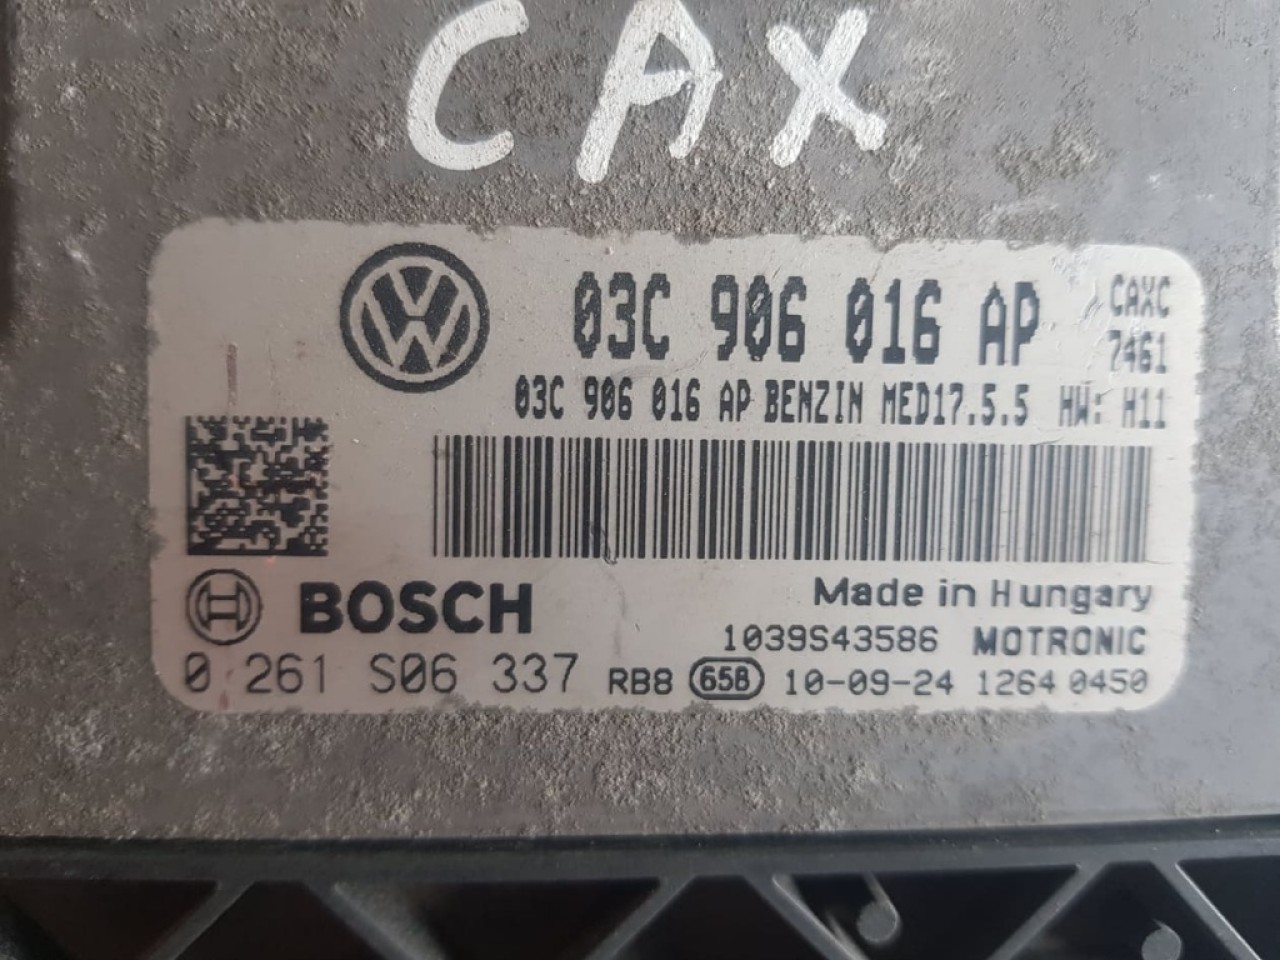 CAX
03C 906 016 AP CAXC
7461
03C 906 016 AP BENZIN MED17.5.5 HW: H11
BOSCH Made in Hungary
1039S43586 MOTRONIC
0 261 S06 337 RB8 658 10-09-24 1264 0450